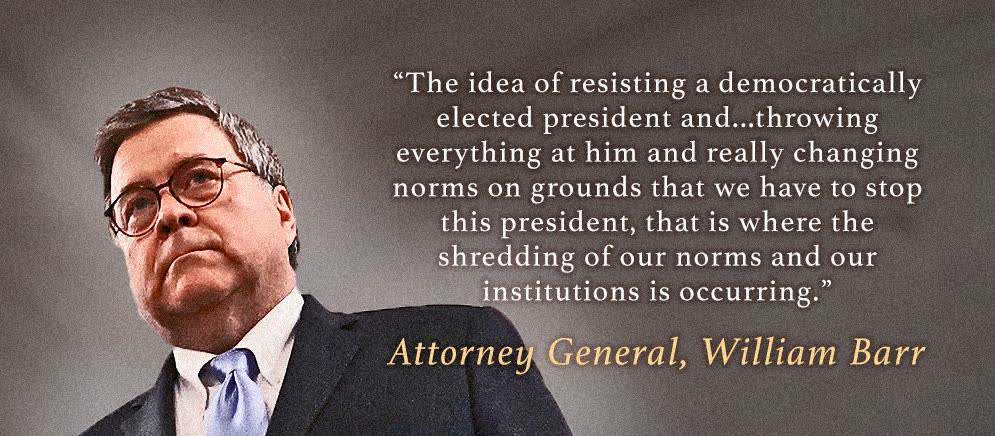 “The idea of resisting a democratically
elected president and...throwing
everything at him and really changing
norms on grounds that we have to stop
this president, that is where the
shredding of our norms and our
institutions is occurring.”
Attorney General, William Barr